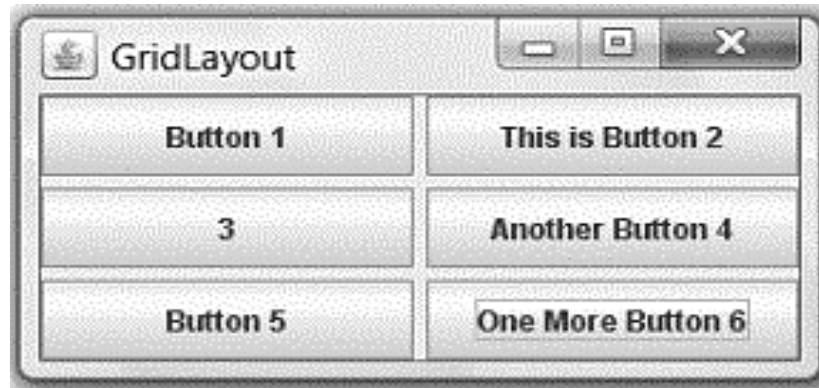 GridLayout
Button 1
This is Button 2
3
Another Button 4
Button 5
One More Button 6